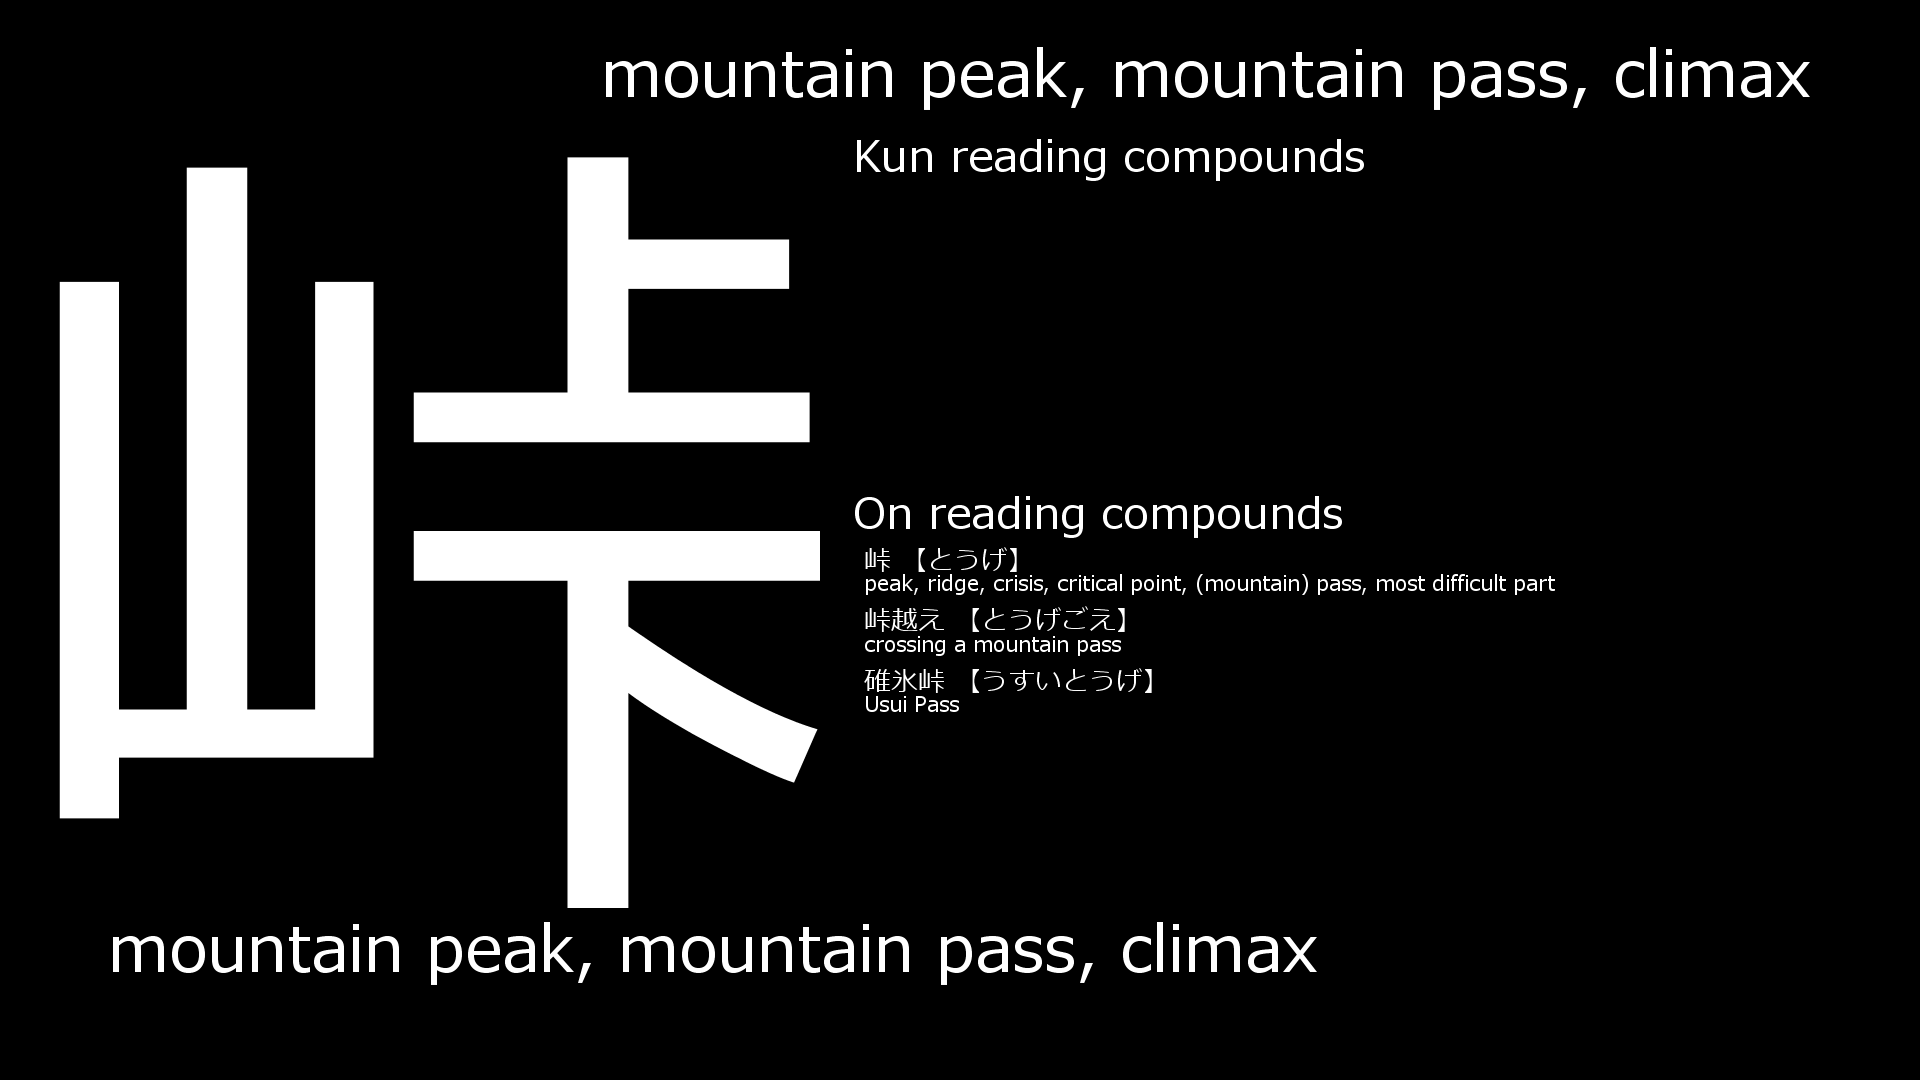 mountain peak, mountain pass, climax
峠
Kun reading compounds
On reading compounds
峠 【とうげ】
peak, ridge, crisis, critical point, (mountain) pass, most difficult part
峠越え 【とうげごえ】
crossing a mountain pass
碓氷峠 【うすいとうげ】
Usui Pass
mountain peak, mountain pass, climax